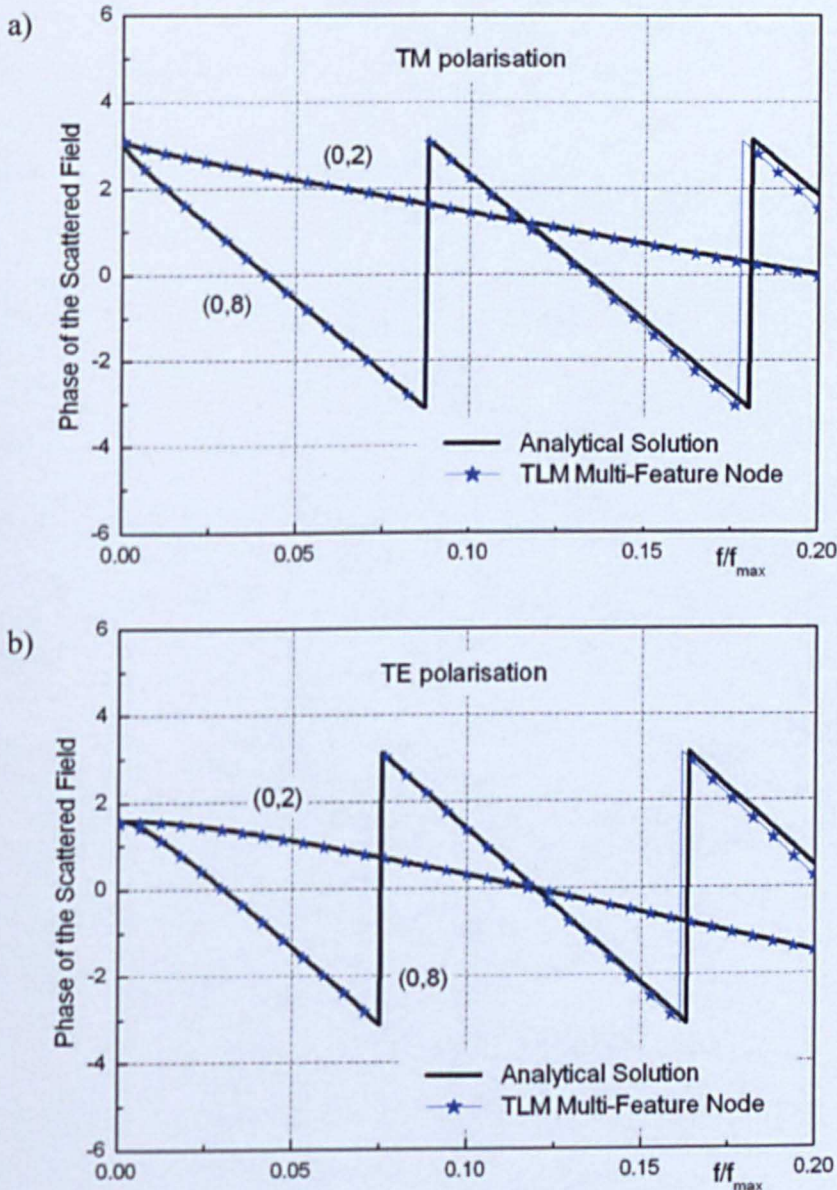 a)
6
4
2
0
-2
-4
-6
Phase of the Scattered Field
TM polarisation
(0,2)
(0,8)
Analytical Solution
TLM Multi-Feature Node
0.00
0.05
0.10
0.15
f/fmax
0.20
b)
6
4
2
0
-2
-4
-6
Phase of the Scattered Field
TE polarisation
(0,2)
(0,8)
Analytical Solution
TLM Multi-Feature Node
0.00
0.05
0.10
0.15
f/fmax
0.20